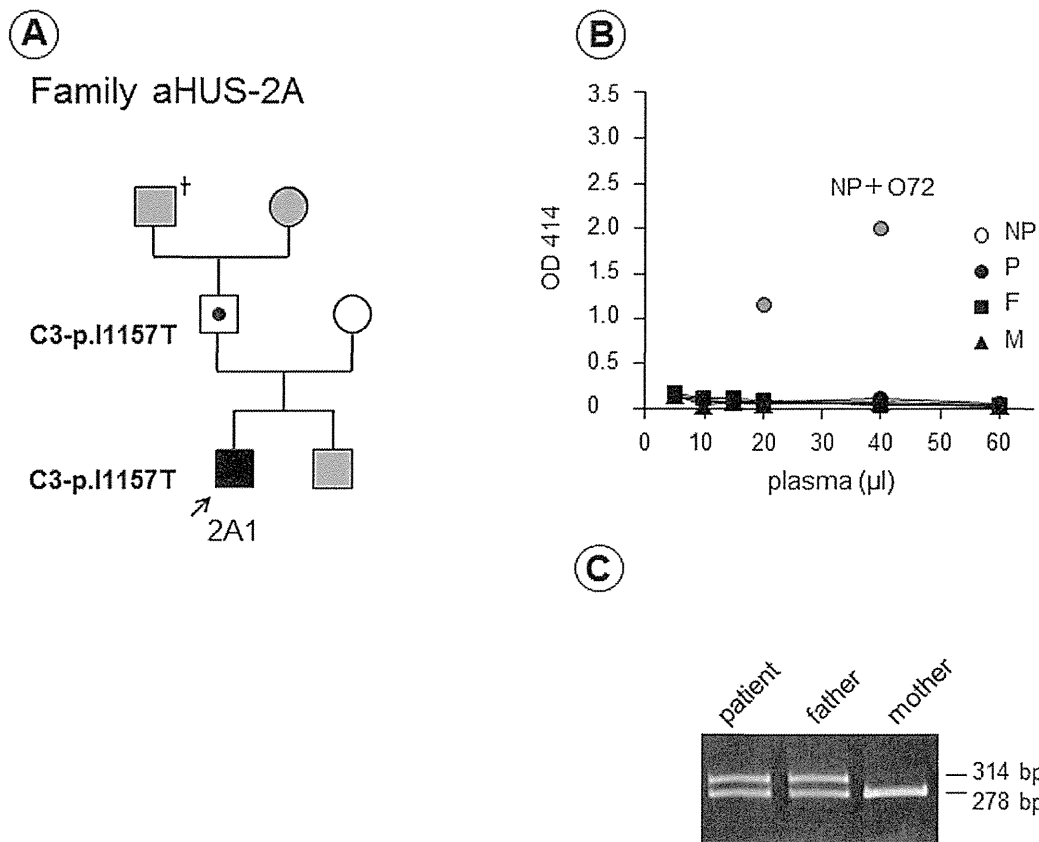 A
Family aHUS-2A
†
C3-p.I1157T
C3-p.I1157T
2A1
B
3.5
3.0
2.5
2.0
1.5
1.0
0.5
0
OD 414
NP+O72
NP
P
F
M
0 10 20 30 40 50 60
plasma (µl)
C
patient father mother
314 bp
278 bp